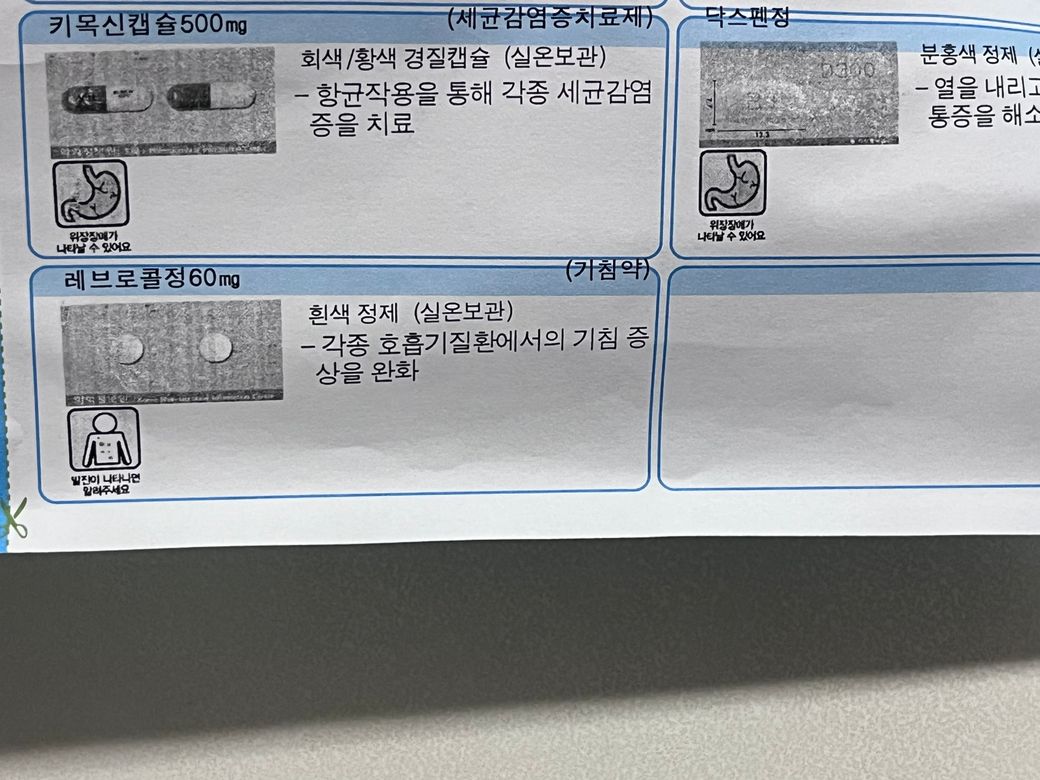 키목신캡슐500mg
(세균감염증치료제)
회색/황색 경질캡슐 (실온보관)
- 항균작용을 통해 각종 세균감염
증을 치료
위장장애가
나타날 수 있어요
닥스펜정
D300
13.3
분홍색 정제
- 열을 내리고
통증을 해소
위장장애가
나타날 수 있어요
레브로콜정60mg
(기침약)
흰색 정제 (실온보관)
- 각종 호흡기질환에서의 기침 증
상을 완화
발진이 나타나면
알려주세요